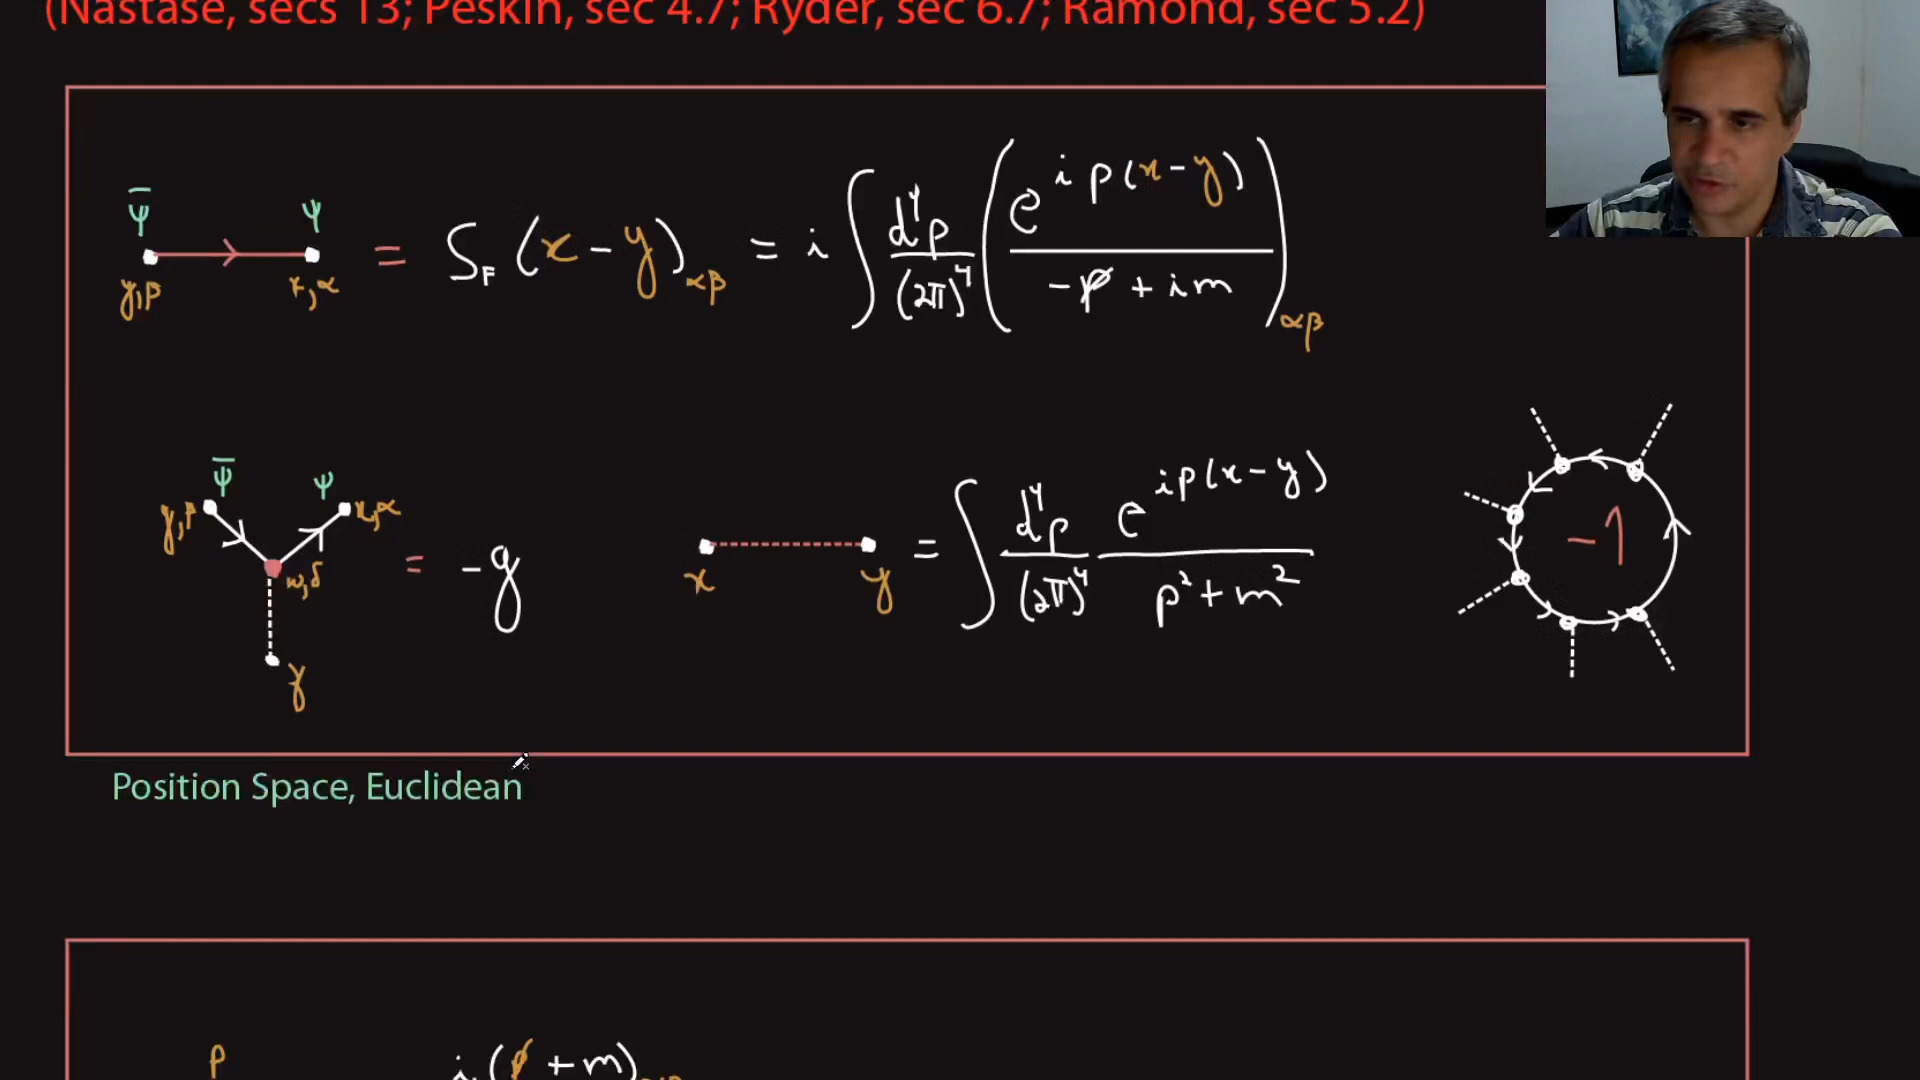 (Nastase, secs 13; Peskin, sec 4.7; Ryder, sec 6.7; Ramond, sec 5.2)
ψ̄ ψ
y,β x,α
= S_F (x-y)_αβ = i ∫ d⁴p/(2π)⁴ ( e^{ip(x-y)} / (-p̸ + im) )_αβ
ψ̄ ψ
y,β x,α
w,δ
= -g
z
x y
= ∫ d⁴p/(2π)⁴ e^{ip(x-y)} / (p²+m²)
-1
Position Space, Euclidean
p
i(p̸ +m)